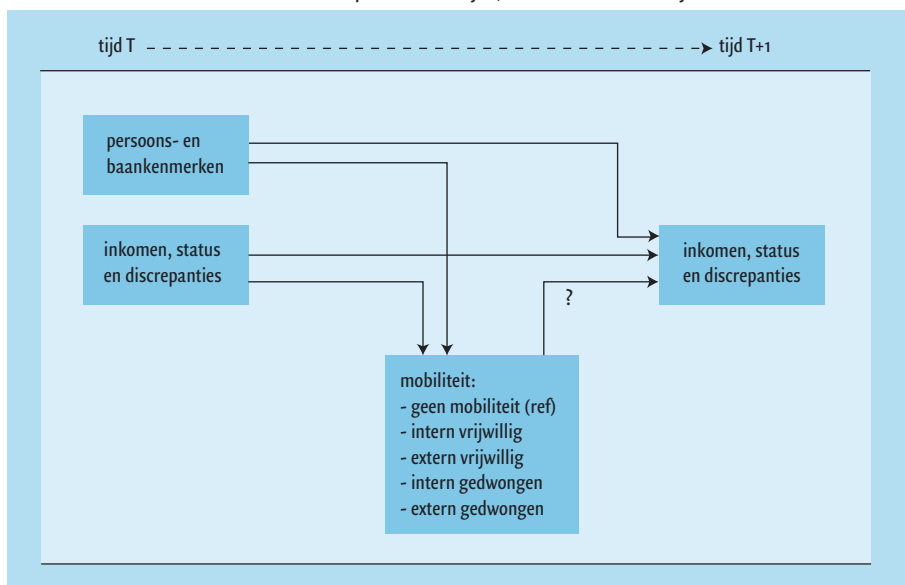 tijd T
tijd T+1
persoons- en
baankenmerken
inkomen, status
en discrepanties
inkomen, status
en discrepanties
?
mobiliteit:
- geen mobiliteit (ref)
- intern vrijwillig
- extern vrijwillig
- intern gedwongen
- extern gedwongen